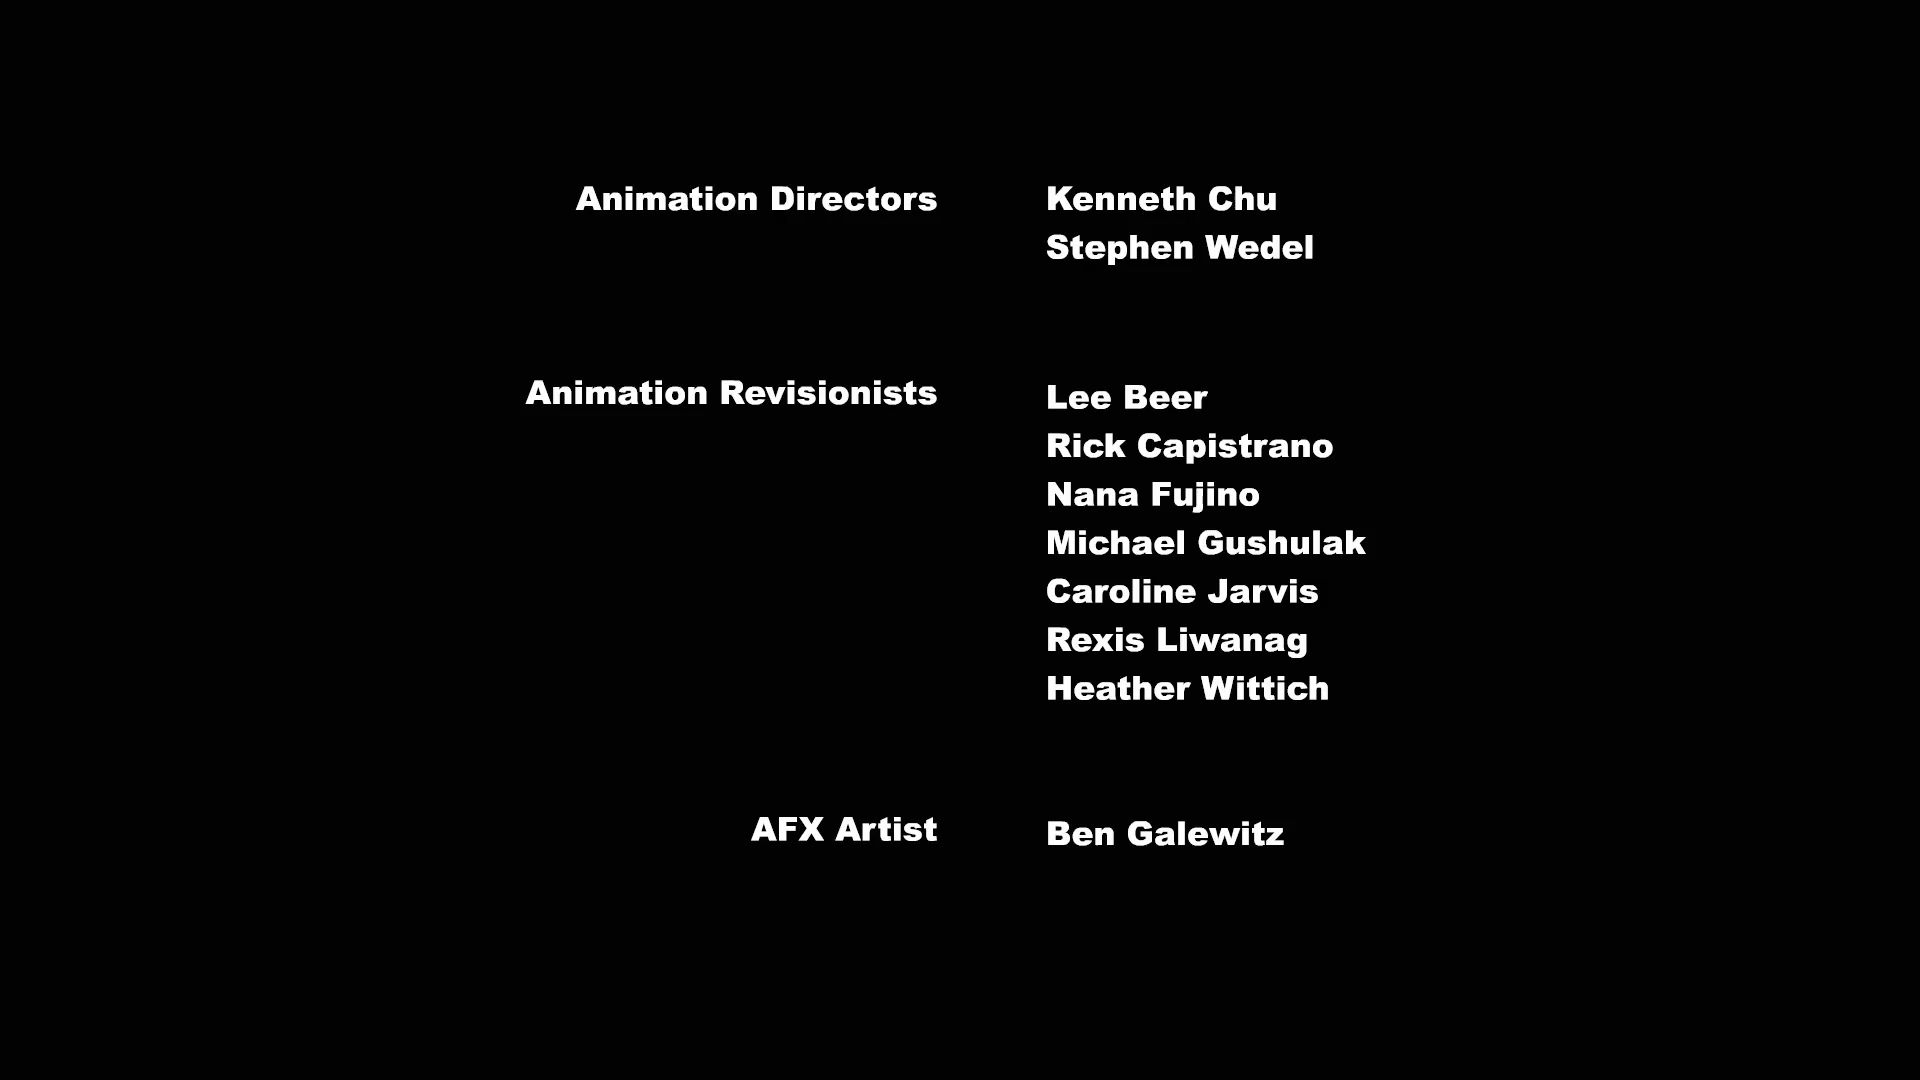 Animation Directors Kenneth Chu
Stephen Wedel
Animation Revisionists Lee Beer
Rick Capistrano
Nana Fujino
Michael Gushulak
Caroline Jarvis
Rexis Liwanag
Heather Wittich
AFX Artist Ben Galewitz